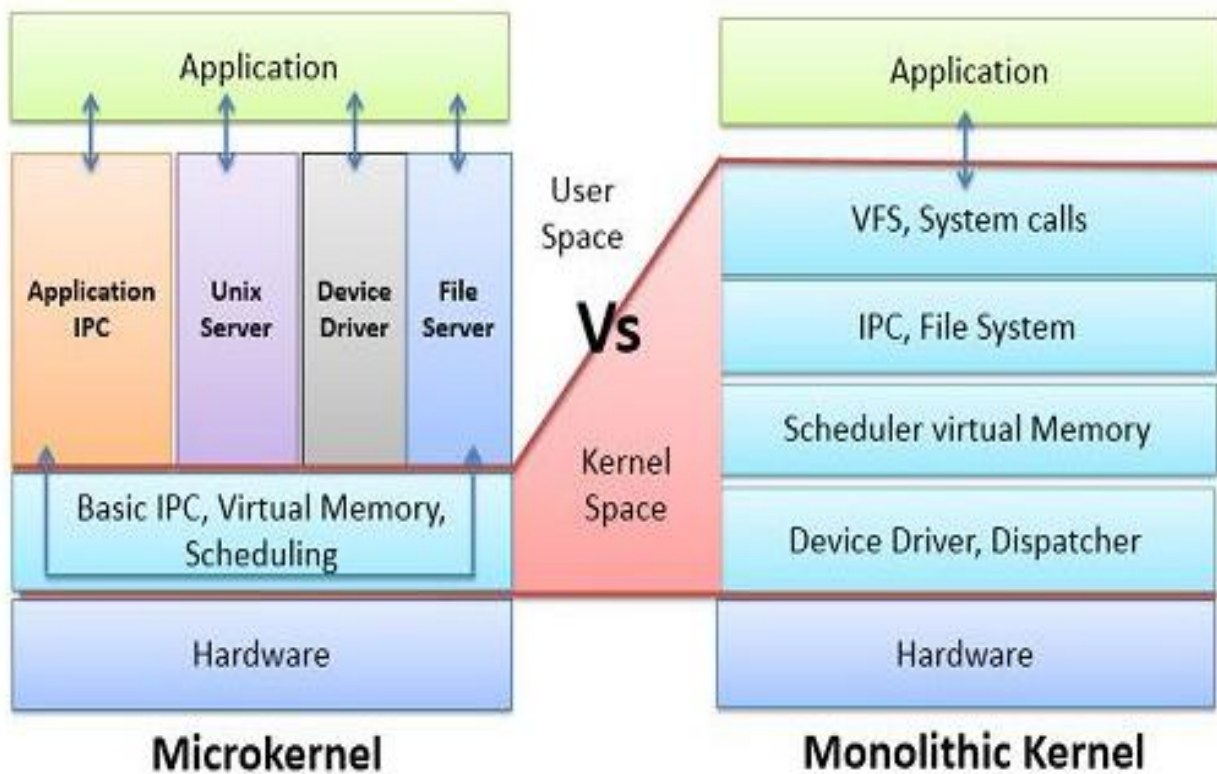 Application
Application
IPC
Unix
Server
Device
Driver
File
Server
Basic IPC, Virtual Memory,
Scheduling
Hardware
Microkernel
User
Space
Vs
Kernel
Space
Application
VFS, System calls
IPC, File System
Scheduler virtual Memory
Device Driver, Dispatcher
Hardware
Monolithic Kernel